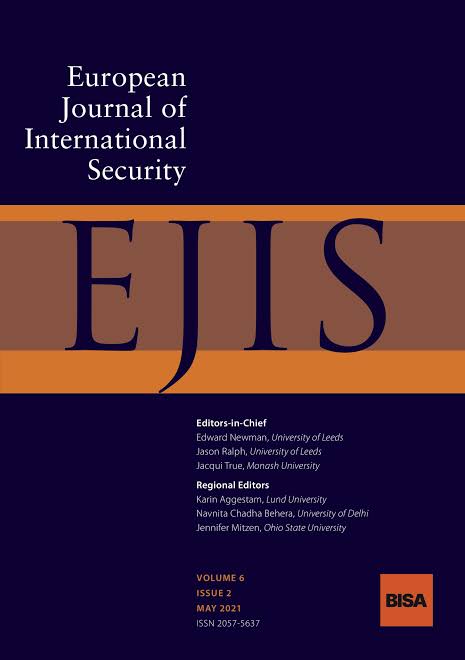 European
Journal of
International
Security
EJIS
Editors-in-Chief
Edward Newman, University of Leeds
Jason Ralph, University of Leeds
Jacqui True, Monash University
Regional Editors
Karin Aggestam, Lund University
Navnita Chadha Behera, University of Delhi
Jennifer Mitzen, Ohio State University
VOLUME 6
ISSUE 2
MAY 2021
ISSN 2057-5637
BISA